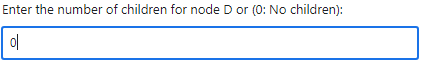 Enter the number of children for node D or (0: No children):
0